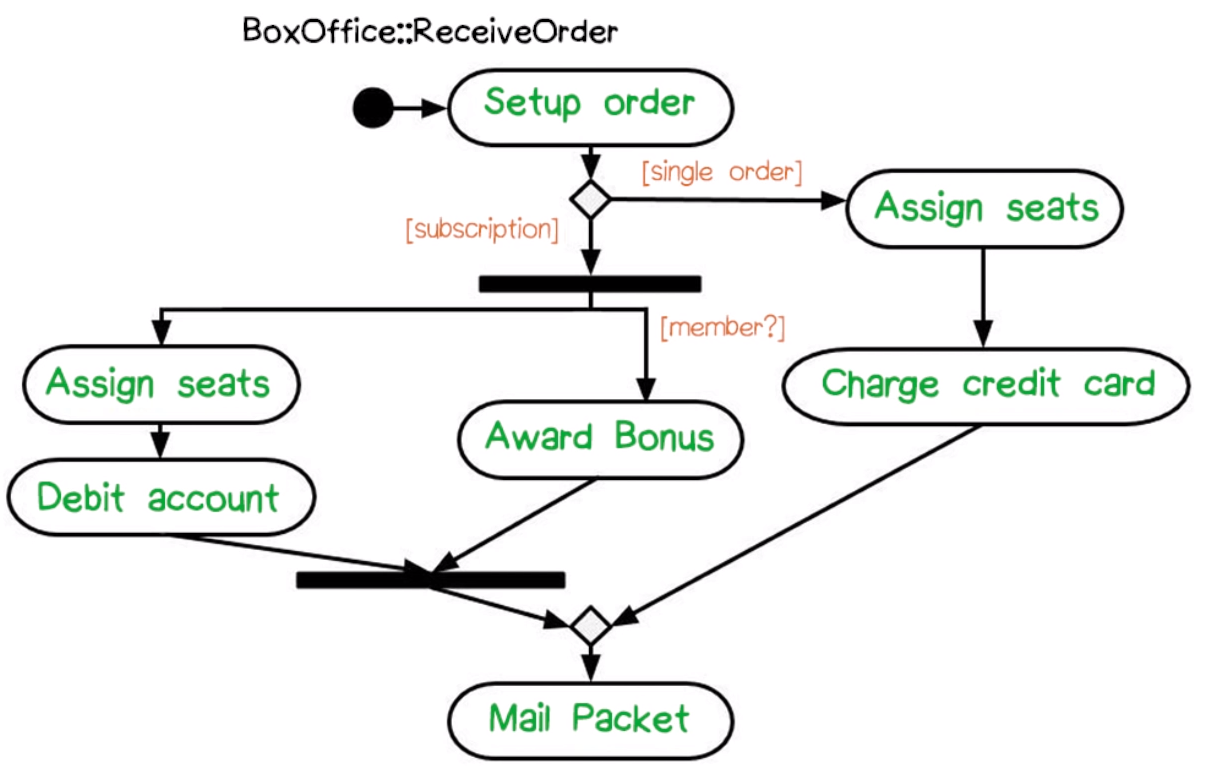 BoxOffice::ReceiveOrder
Setup order
[single order]
Assign seats
[subscription]
[member?]
Assign seats
Charge credit card
Award Bonus
Debit account
Mail Packet